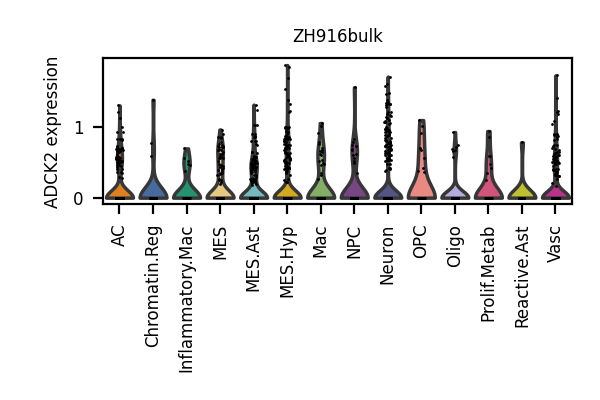 ZH916bulk
ADCK2 expression
1
0
AC
Chromatin.Reg
Inflammatory.Mac
MES
MES.Ast
MES.Hyp
Mac
NPC
Neuron
OPC
Oligo
Prolif.Metab
Reactive.Ast
Vasc